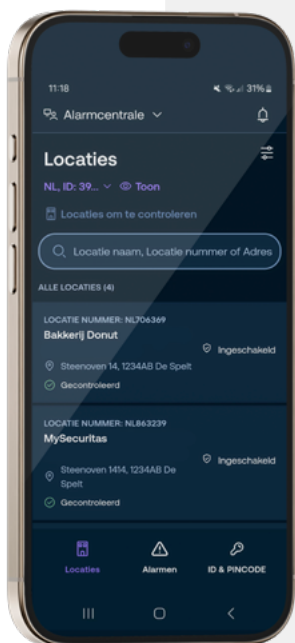 11:18
31%
Alarmcentrale
Locaties
NL, ID: 39... Toon
Locaties om te controleren
Locatie naam, Locatie nummer of Adres
ALLE LOCATIES (4)
LOCATIE NUMMER: NL706369
Bakkerij Donut
Ingeschakeld
Steenoven 14, 1234AB De Spelt
Gecontroleerd
LOCATIE NUMMER: NL863239
MySecuritas
Ingeschakeld
Steenoven 1414, 1234AB De
Spelt
Gecontroleerd
Locaties
Alarmen
ID & PINCODE